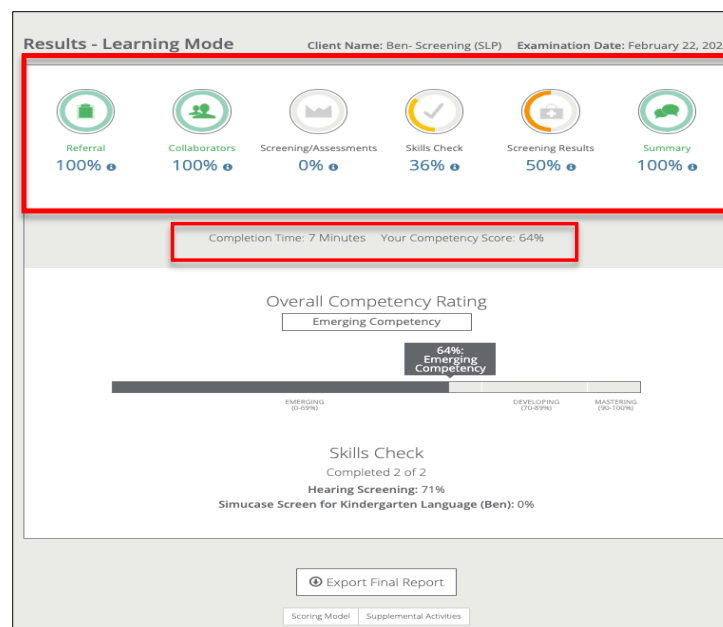 Results - Learning Mode Client Name: Ben- Screening (SLP) Examination Date: February 22, 202
Referral Collaborators Screening/Assessments Skills Check Screening Results Summary
100% 100% 0% 36% 50% 100%
Completion Time: 7 Minutes Your Competency Score: 64%
Overall Competency Rating
Emerging Competency
64%:
Emerging
Competency
EMERGING DEVELOPING MASTERING
(0-69%) (70-89%) (90-100%)
Skills Check
Completed 2 of 2
Hearing Screening: 71%
Simucase Screen for Kindergarten Language (Ben): 0%
Export Final Report
Scoring Model Supplemental Activities